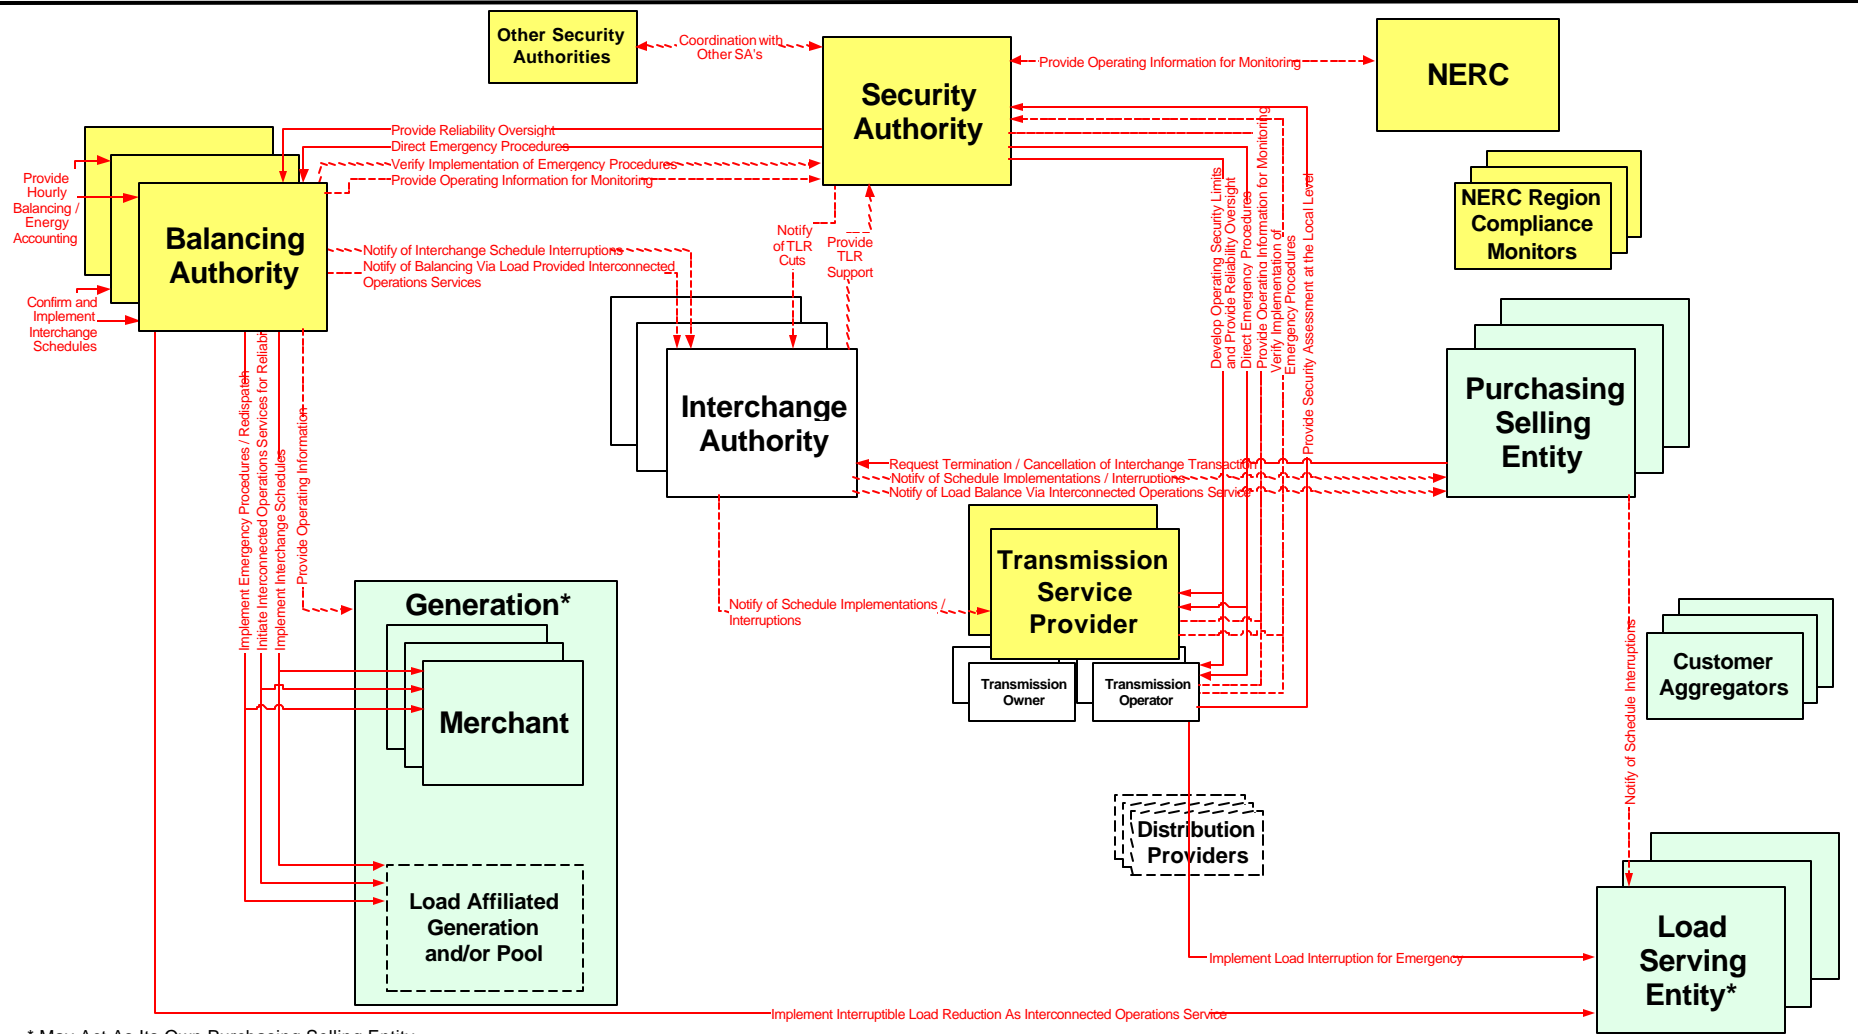 Other Security
Authorities
Coordination with
Other SA's
Security
Authority
Provide Operating Information for Monitoring
NERC
Provide Reliability Oversight
Direct Emergency Procedures
Verify Implementation of Emergency Procedures
Provide Operating Information for Monitoring
Provide
Hourly
Balancing /
Energy
Accounting
Balancing
Authority
Confirm and
Implement
Interchange
Schedules
Notify of Interchange Schedule Interruptions
Notify of Balancing Via Load Provided Interconnected
Operations Services
Notify
of TLR
Cuts
Provide
TLR
Support
NERC Region
Compliance
Monitors
Develop Operating Security Limits
and Provide Reliability Oversight
Direct Emergency Procedures
Provide Operating Information for Monitoring
Verify Implementation of
Emergency Procedures
Provide Security Assessment at the Local Level
Interchange
Authority
Purchasing
Selling
Entity
Request Termination / Cancellation of Interchange Transaction
Notify of Schedule Implementations / Interruptions
Notify of Load Balance Via Interconnected Operations Service
Implement Emergency Procedures / Redispatch
Initiate Interconnected Operations Services for
Implement Interchange Schedules
Provide Operating Information
Transmission
Service
Provider
Notify of Schedule Implementations /
Interruptions
Generation*
Merchant
Load Affiliated
Generation
and/or Pool
Transmission
Owner
Transmission
Operator
Distribution
Providers
Notify of Schedule Interruptions
Customer
Aggregators
Load
Serving
Entity*
Implement Load Interruption for Emergency
Implement Interruptible Load Reduction As Interconnected Operations Service
* May Act As Its Own Purchasing Selling Entity